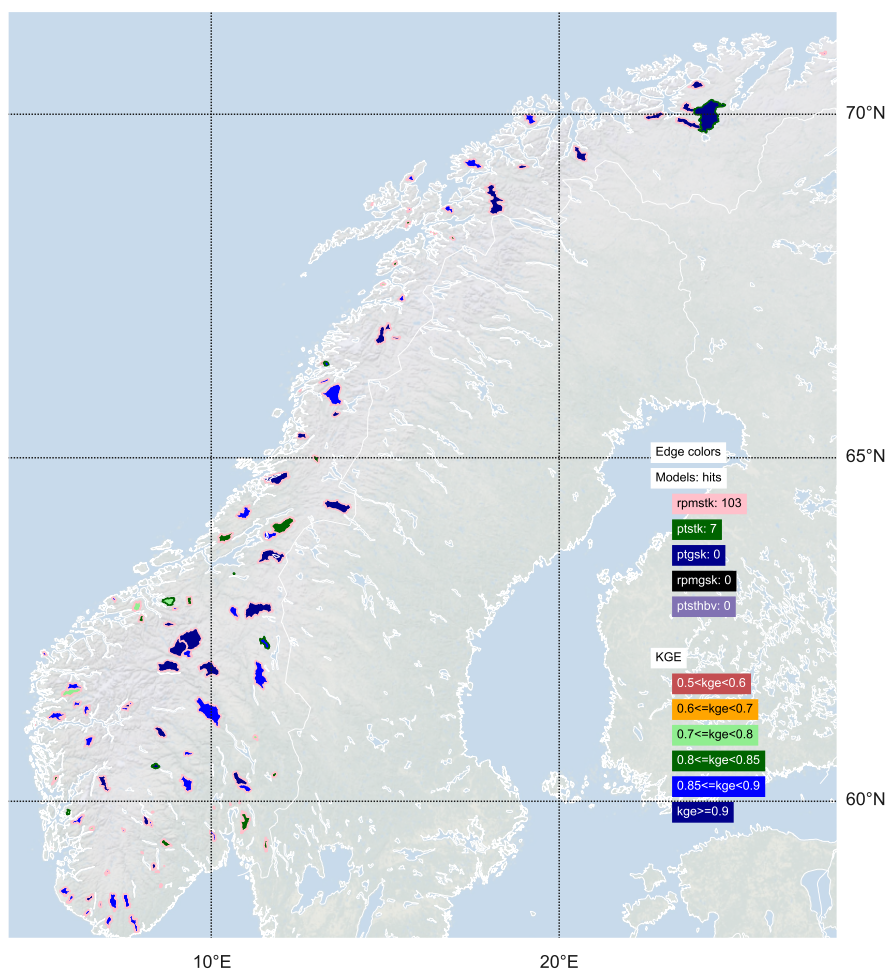 70°N
65°N
Edge colors
Models: hits
rpmstk: 103
ptstk: 7
ptgsk: 0
rpmgsk: 0
ptsthbv: 0
KGE
0.5<kge<0.6
0.6<=kge<0.7
0.7<=kge<0.8
0.8<=kge<0.85
0.85<=kge<0.9
kge>=0.9
60°N
10°E
20°E